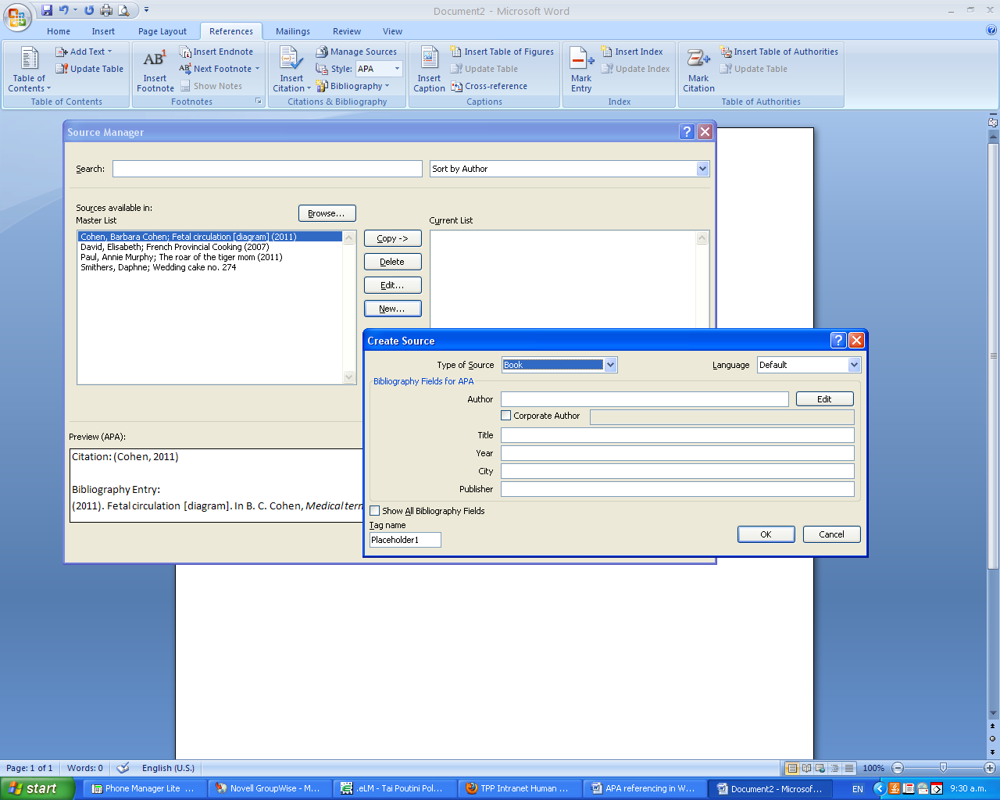 Document2 - Microsoft Word
Home Insert Page Layout References Mailings Review View
Table of Contents
Add Text
Update Table
Table of Contents
AB¹
Insert Footnote
Insert Endnote
Next Footnote
Show Notes
Footnotes
Insert Citation
Manage Sources
Style: APA
Bibliography
Citations & Bibliography
Insert Caption
Insert Table of Figures
Update Table
Cross-reference
Captions
Mark Entry
Insert Index
Update Index
Index
Mark Citation
Insert Table of Authorities
Update Table
Table of Authorities
Source Manager
Search:
Sort by Author
Sources available in:
Master List
Browse...
Current List
Cohen, Barbara Cohen; Fetal circulation [diagram] (2011)
David, Elisabeth; French Provincial Cooking (2007)
Paul, Annie Murphy; The roar of the tiger mom (2011)
Smithers, Daphne; Wedding cake no. 274
Copy ->
Delete
Edit...
New...
Preview (APA):
Citation: (Cohen, 2011)
Bibliography Entry:
(2011). Fetal circulation [diagram]. In B. C. Cohen, Medical tern
Create Source
Type of Source Book
Language Default
Bibliography Fields for APA
Author
Edit
Corporate Author
Title
Year
City
Publisher
Show All Bibliography Fields
Tag name
Placeholder1
OK
Cancel
Page: 1 of 1 Words: 0 English (U.S.) 100%
start Phone Manager Lite ... Novell GroupWise - M... .eLM - Tai Poutini Pol... TPP Intranet Human ... APA referencing in W... Document2 - Microsof... EN 9:30 a.m.